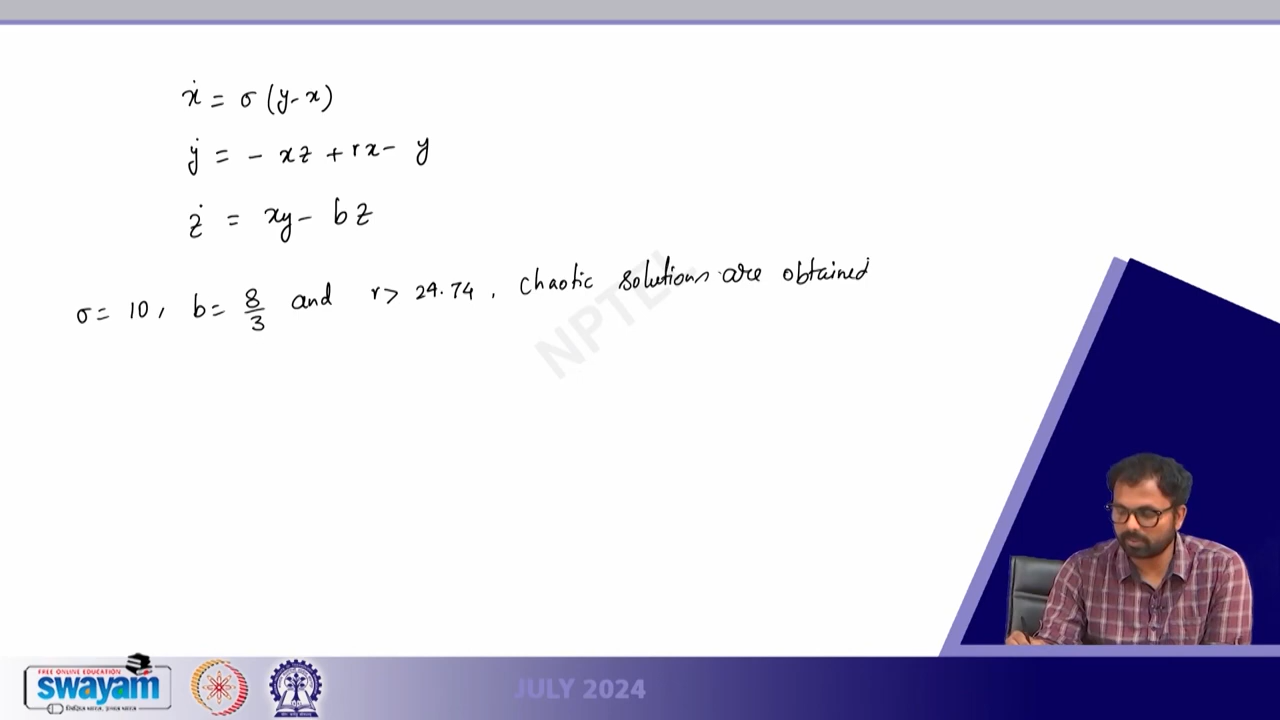 ẋ = σ (y-x)
ẏ = - xz + rx - y
ż = xy - bz
σ = 10, b = 8/3 and r > 24.74, chaotic solutions are obtained
NPTEL
FREE ONLINE EDUCATION
swayam
JULY 2024